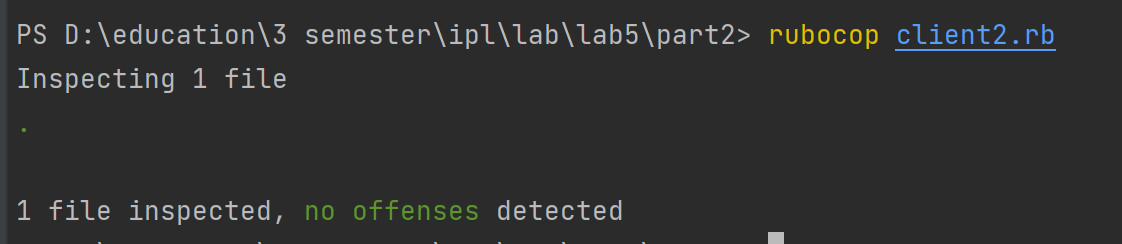 PS D:\education\3 semester\ipl\lab\lab5\part2> rubocop client2.rb
Inspecting 1 file
.
1 file inspected, no offenses detected